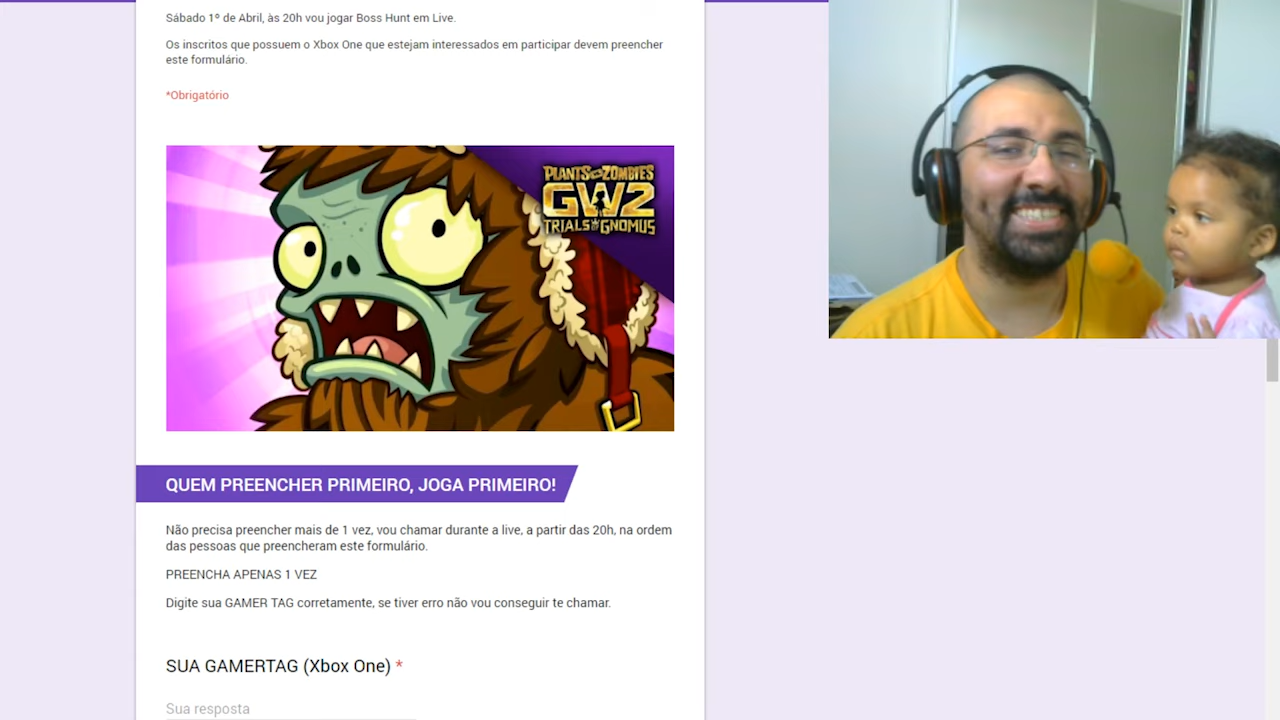 Sábado 1º de Abril, às 20h vou jogar Boss Hunt em Live.
Os inscritos que possuem o Xbox One que estejam interessados em participar devem preencher
este formulário.
*Obrigatório
PLANTS VS ZOMBIES
GW2
TRIALS OF GNOMUS
QUEM PREENCHER PRIMEIRO, JOGA PRIMEIRO!
Não precisa preencher mais de 1 vez, vou chamar durante a live, a partir das 20h, na ordem
das pessoas que preencheram este formulário.
PREENCHA APENAS 1 VEZ
Digite sua GAMER TAG corretamente, se tiver erro não vou conseguir te chamar.
SUA GAMERTAG (Xbox One) *
Sua resposta